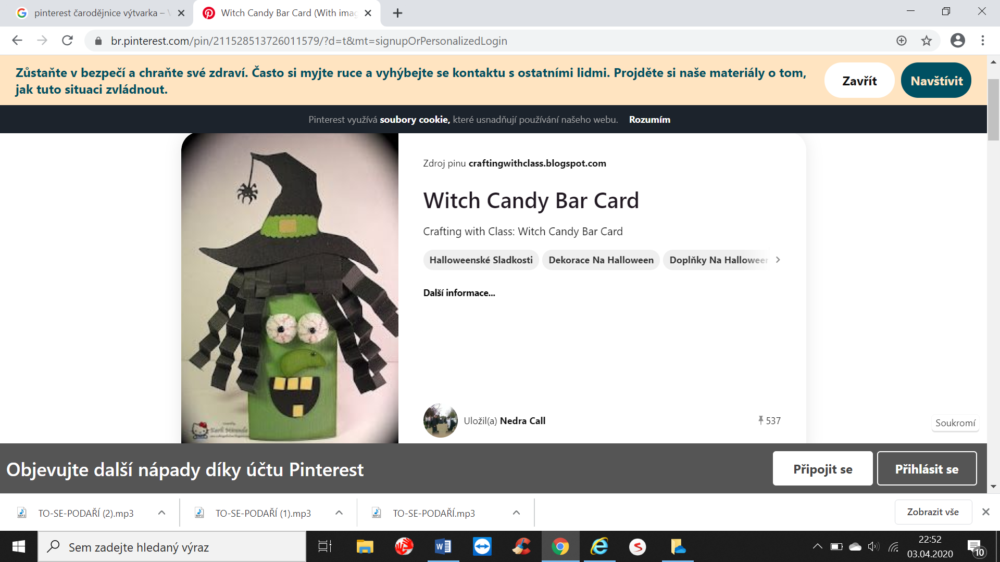 pinterest čarodějnice výtvarka –
Witch Candy Bar Card (With imag
br.pinterest.com/pin/211528513726011579/?d=t&mt=signupOrPersonalizedLogin
Zůstaňte v bezpečí a chraňte své zdraví. Často si myjte ruce a vyhýbejte se kontaktu s ostatními lidmi. Projděte si naše materiály o tom,
jak tuto situaci zvládnout.
Zavřít
Navštívit
Pinterest využívá soubory cookie, které usnadňují používání našeho webu. Rozumím
Zdroj pinu craftingwithclass.blogspot.com
Witch Candy Bar Card
Crafting with Class: Witch Candy Bar Card
Halloweenské Sladkosti
Dekorace Na Halloween
Doplňky Na Halloween
Další informace...
Uložil(a) Nedra Call
537
Soukromí
Objevujte další nápady díky účtu Pinterest
Připojit se
Přihlásit se
TO-SE-PODAŘÍ (2).mp3
TO-SE-PODAŘÍ (1).mp3
TO-SE-PODAŘÍ.mp3
Zobrazit vše
Sem zadejte hledaný výraz
22:52
03.04.2020
10